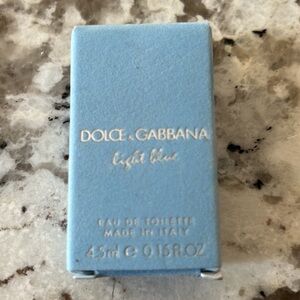 DOLCE & GABBANA
light blue
EAU DE TOILETTE
MADE IN ITALY
4.5ml e 0.15 FL.OZ